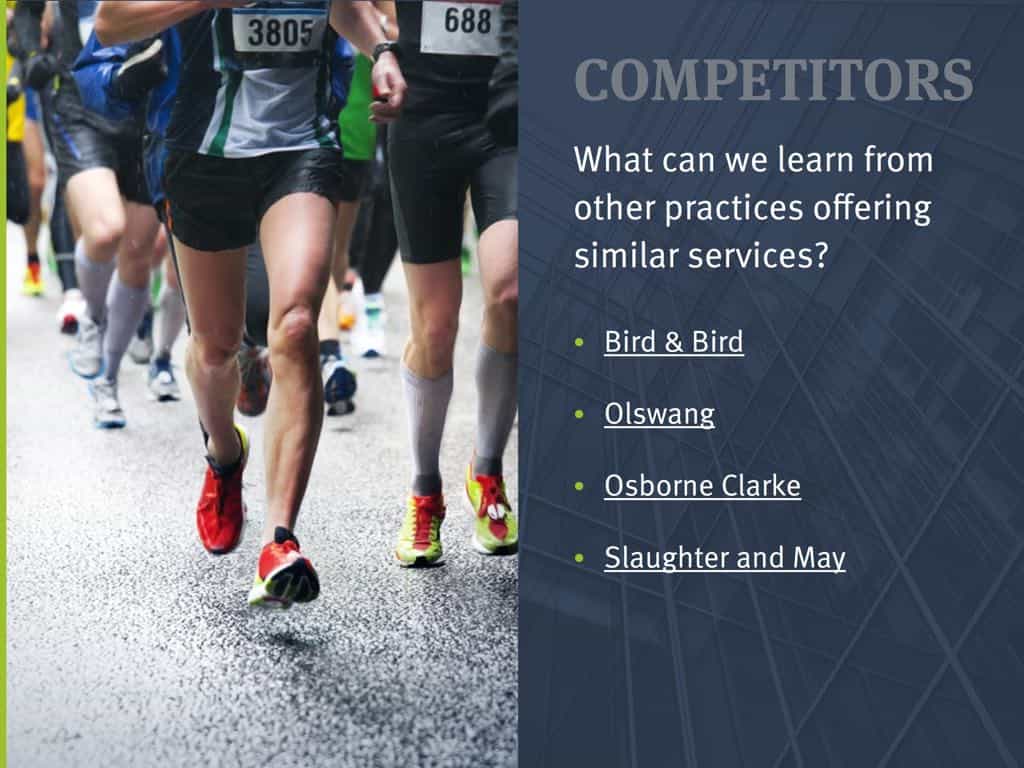 3805
688
COMPETITORS
What can we learn from
other practices offering
similar services?
• Bird & Bird
• Olswang
• Osborne Clarke
• Slaughter and May